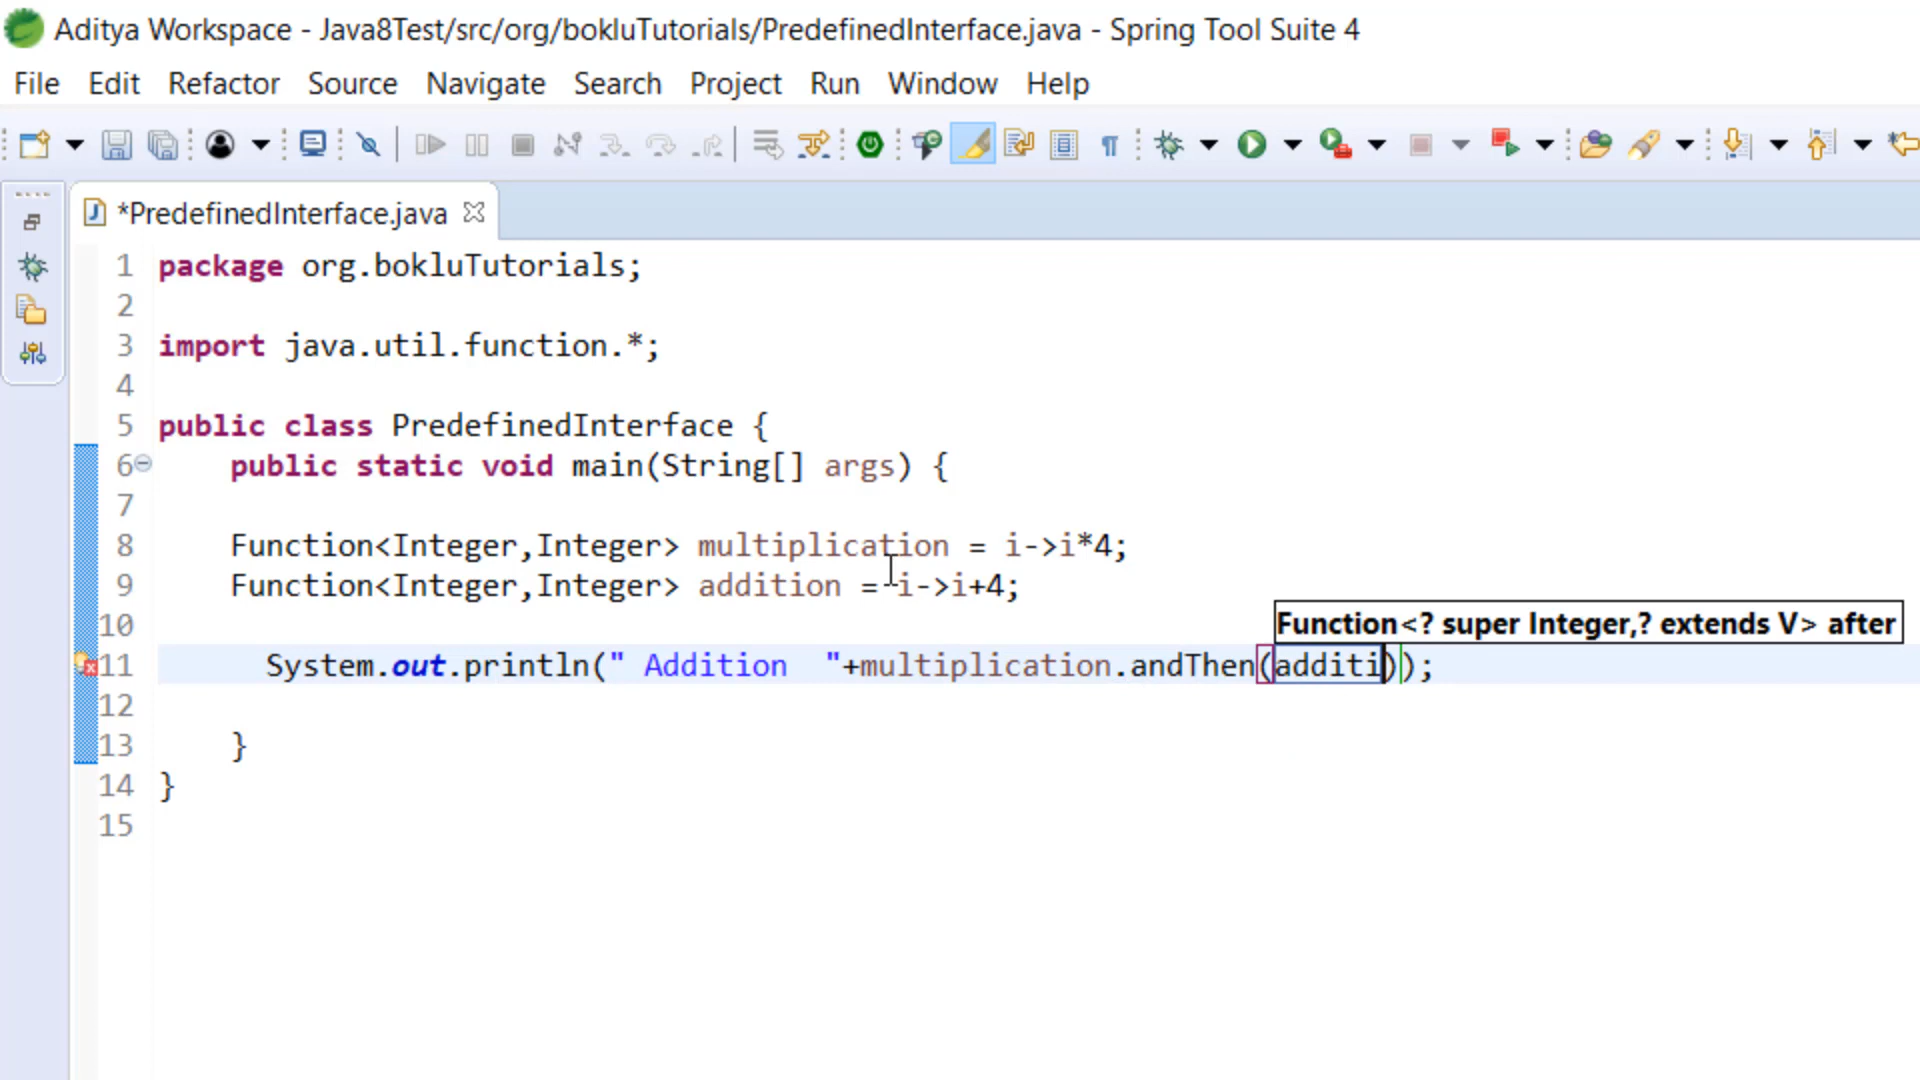 Aditya Workspace - Java8Test/src/org/bokluTutorials/PredefinedInterface.java - Spring Tool Suite 4
File Edit Refactor Source Navigate Search Project Run Window Help
*PredefinedInterface.java
1 package org.bokluTutorials;
2
3 import java.util.function.*;
4
5 public class PredefinedInterface {
6 public static void main(String[] args) {
7
8 Function<Integer,Integer> multiplication = i->i*4;
9 Function<Integer,Integer> addition = i->i+4;
10
Function<? super Integer,? extends V> after
11 System.out.println(" Addition  "+multiplication.andThen(additi));
12
13 }
14 }
15